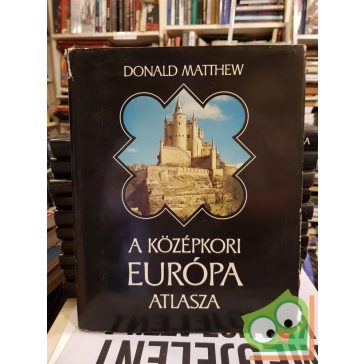 DONALD MATTHEW
A KÖZÉPKORI
EURÓPA
ATLASZA